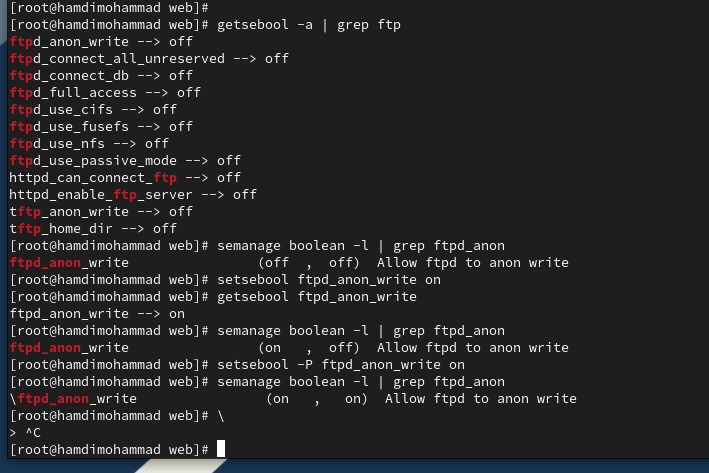 [root@hamdimohammad web]#
[root@hamdimohammad web]# getsebool -a | grep ftp
ftpd_anon_write --> off
ftpd_connect_all_unreserved --> off
ftpd_connect_db --> off
ftpd_full_access --> off
ftpd_use_cifs --> off
ftpd_use_fusefs --> off
ftpd_use_nfs --> off
ftpd_use_passive_mode --> off
httpd_can_connect_ftp --> off
httpd_enable_ftp_server --> off
tftp_anon_write --> off
tftp_home_dir --> off
[root@hamdimohammad web]# semanage boolean -l | grep ftpd_anon
ftpd_anon_write                (off  ,  off)  Allow ftpd to anon write
[root@hamdimohammad web]# setsebool ftpd_anon_write on
[root@hamdimohammad web]# getsebool ftpd_anon_write
ftpd_anon_write --> on
[root@hamdimohammad web]# semanage boolean -l | grep ftpd_anon
ftpd_anon_write                (on   ,  off)  Allow ftpd to anon write
[root@hamdimohammad web]# setsebool -P ftpd_anon_write on
[root@hamdimohammad web]# semanage boolean -l | grep ftpd_anon
\ftpd_anon_write                (on   ,   on)  Allow ftpd to anon write
[root@hamdimohammad web]# \
> ^C
[root@hamdimohammad web]#